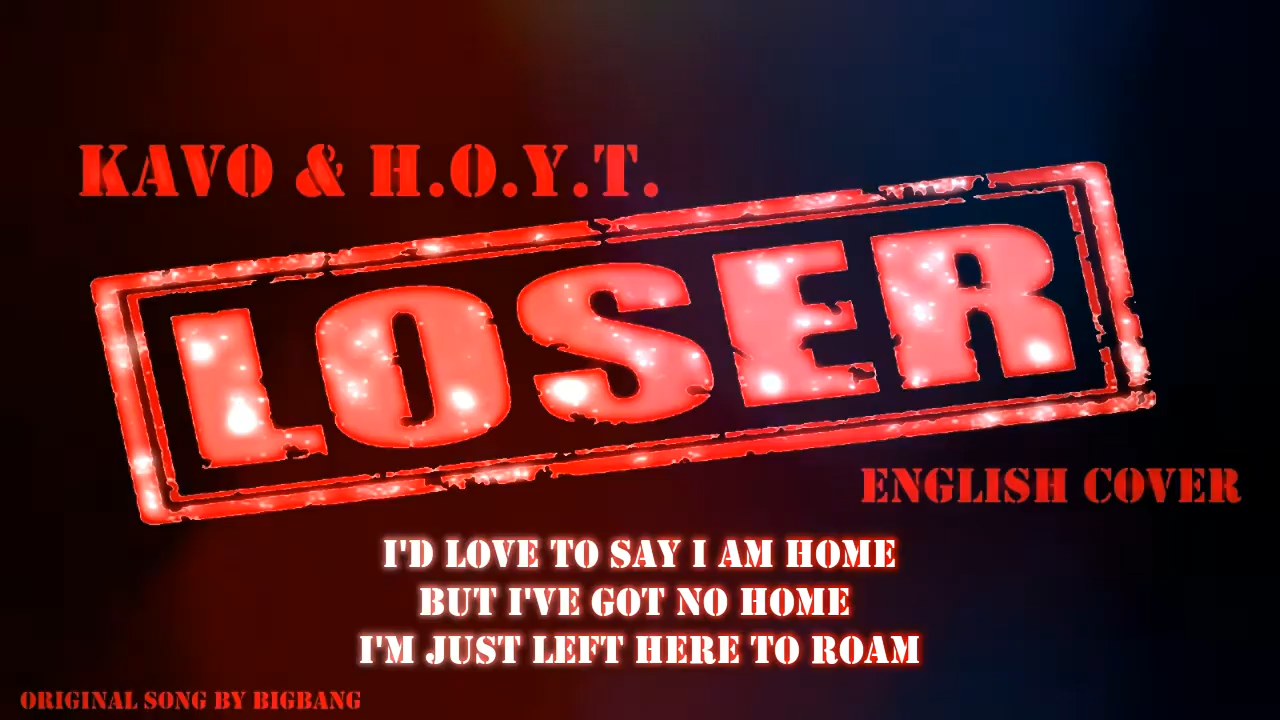 KAVO & H.O.Y.T.
LOSER
ENGLISH COVER
I'D LOVE TO SAY I AM HOME
BUT I'VE GOT NO HOME
I'M JUST LEFT HERE TO ROAM
ORIGINAL SONG BY BIGBANG